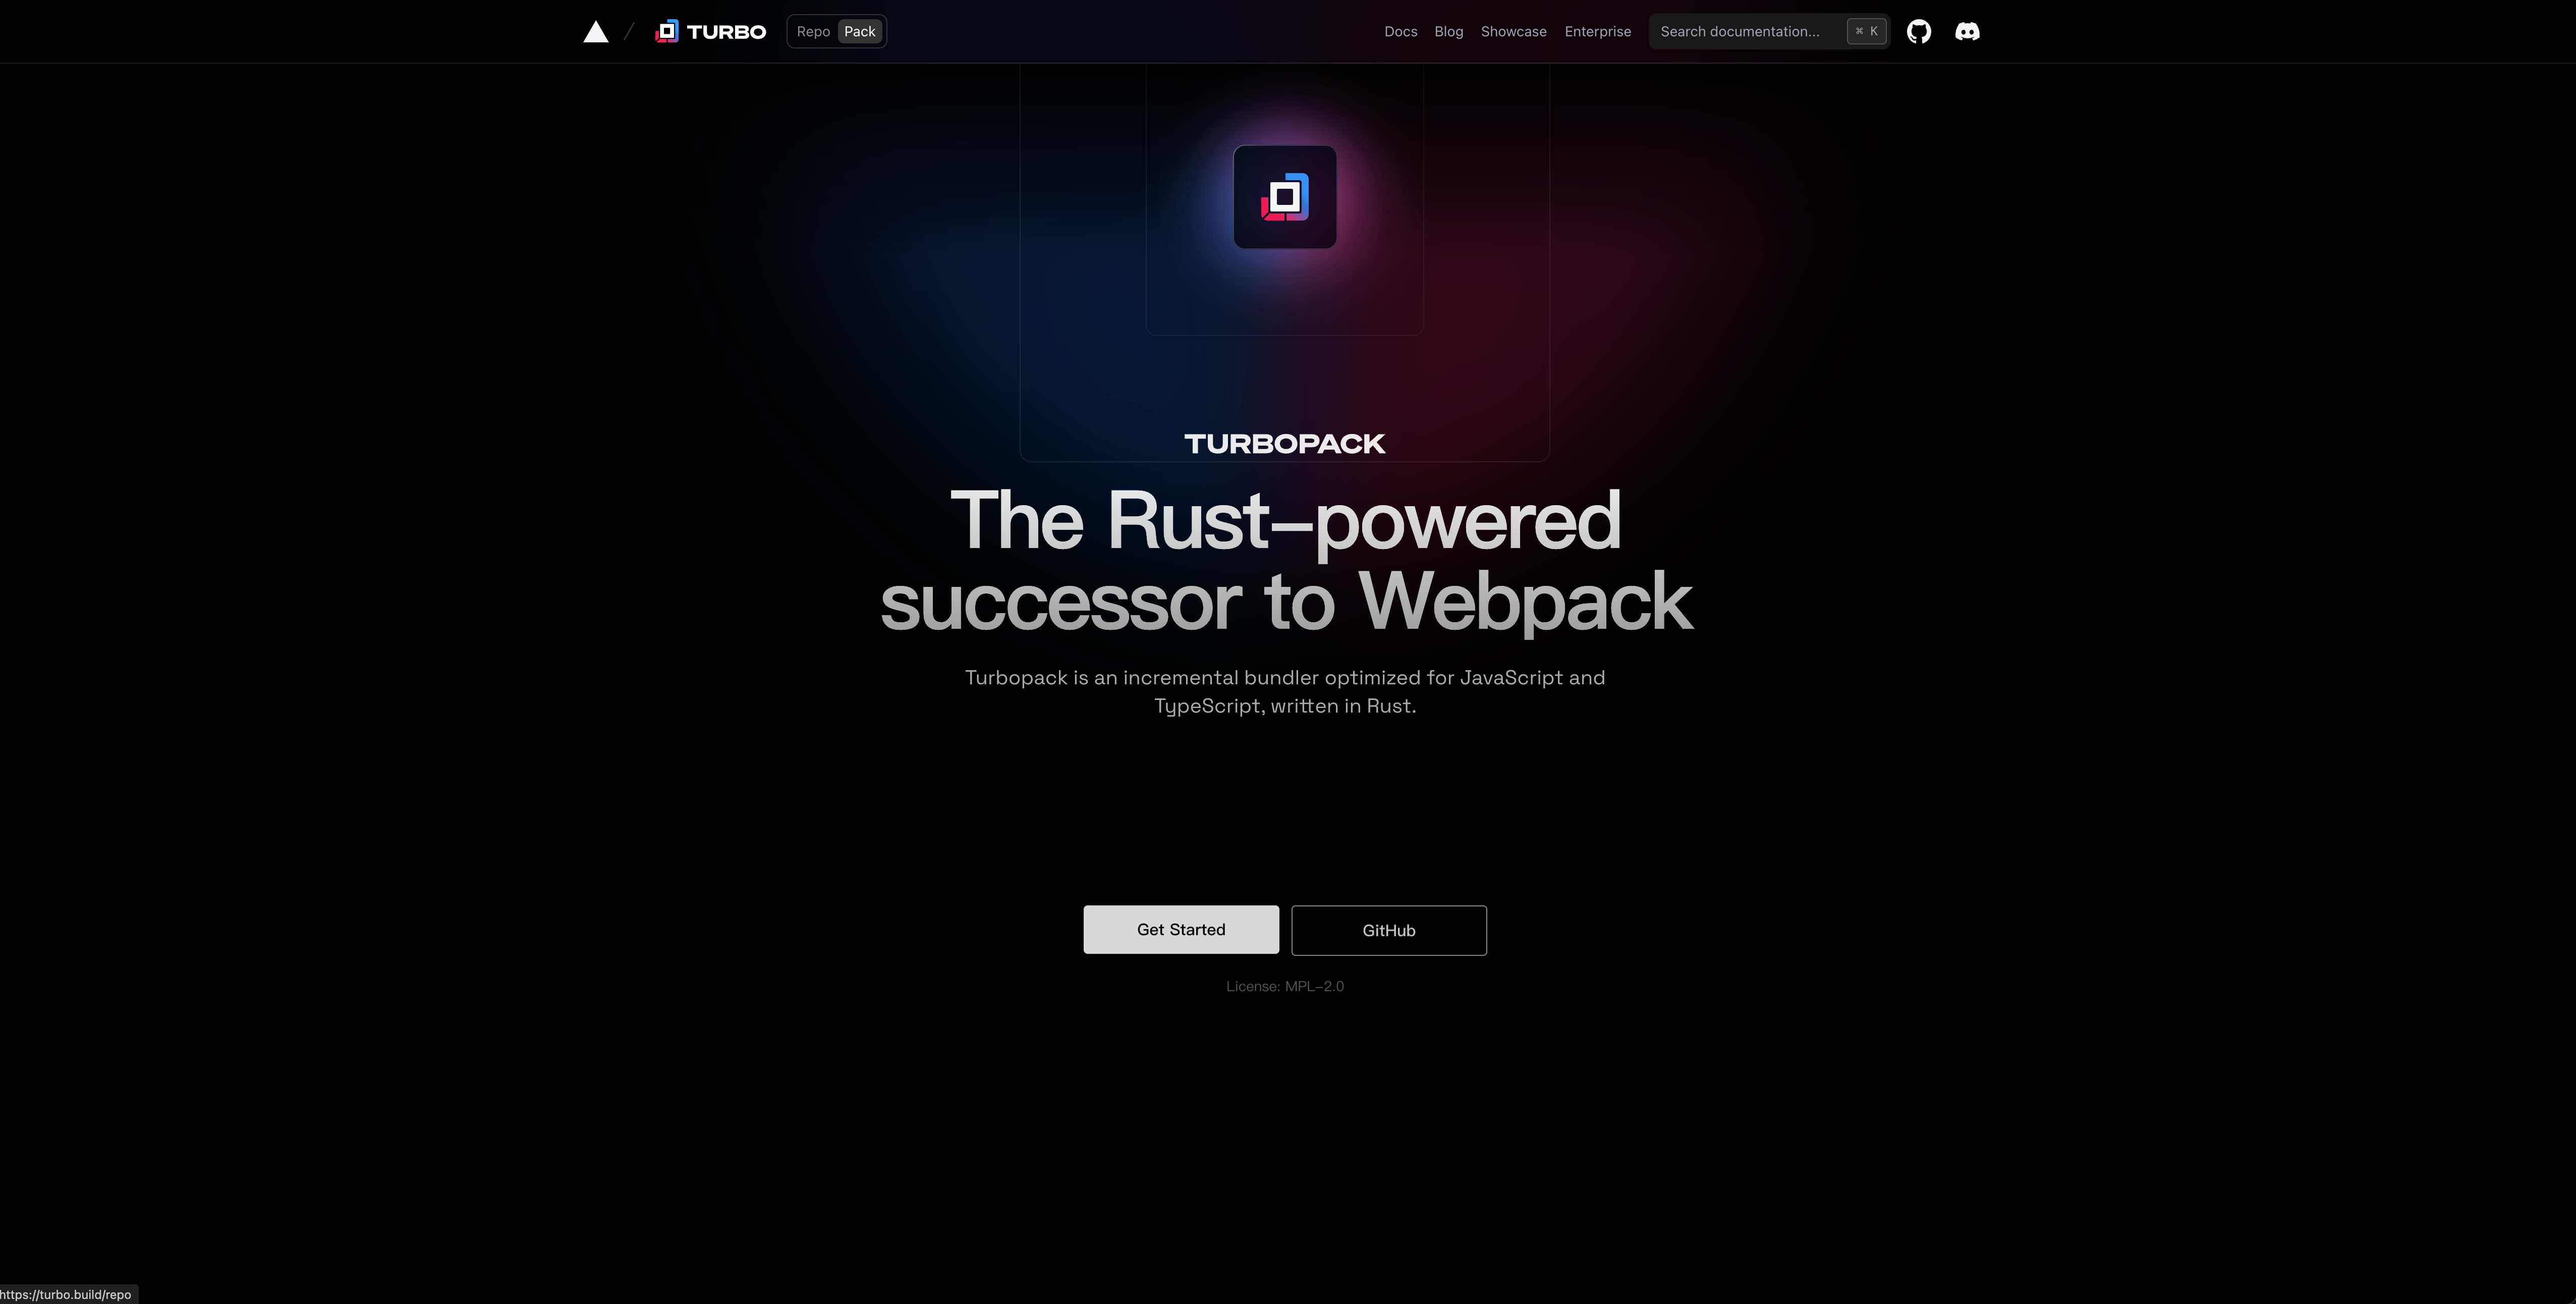 TURBO
Repo Pack
Docs Blog Showcase Enterprise
Search documentation...
⌘ K
TURBOPACK
The Rust-powered
successor to Webpack
Turbopack is an incremental bundler optimized for JavaScript and
TypeScript, written in Rust.
Get Started
GitHub
License: MPL-2.0
https://turbo.build/repo